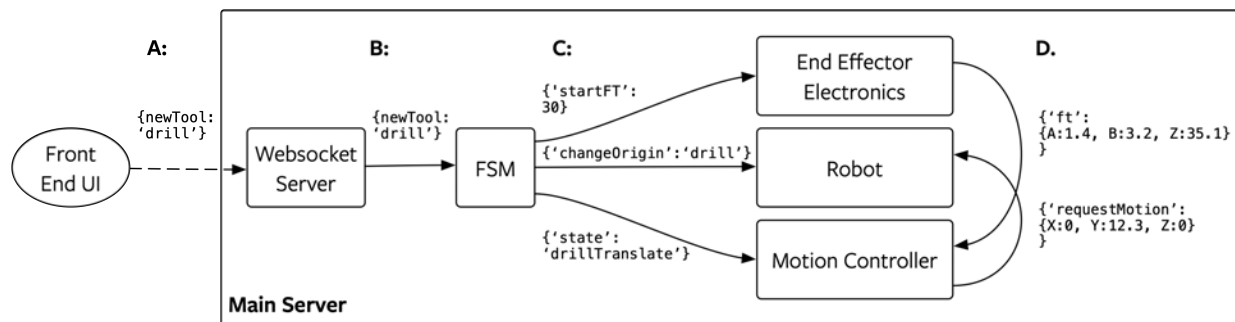 A:
B:
C:
D.
{newTool:
‘drill’}
Front
End UI
Websocket
Server
{newTool:
‘drill’}
FSM
{'startFT':
30}
{'changeOrigin':‘drill’}
{'state’:
‘drillTranslate’}
End Effector
Electronics
Robot
Motion Controller
{‘ft’:
{A:1.4, B:3.2, Z:35.1}
}
{‘requestMotion’:
{X:0, Y:12.3, Z:0}
}
Main Server